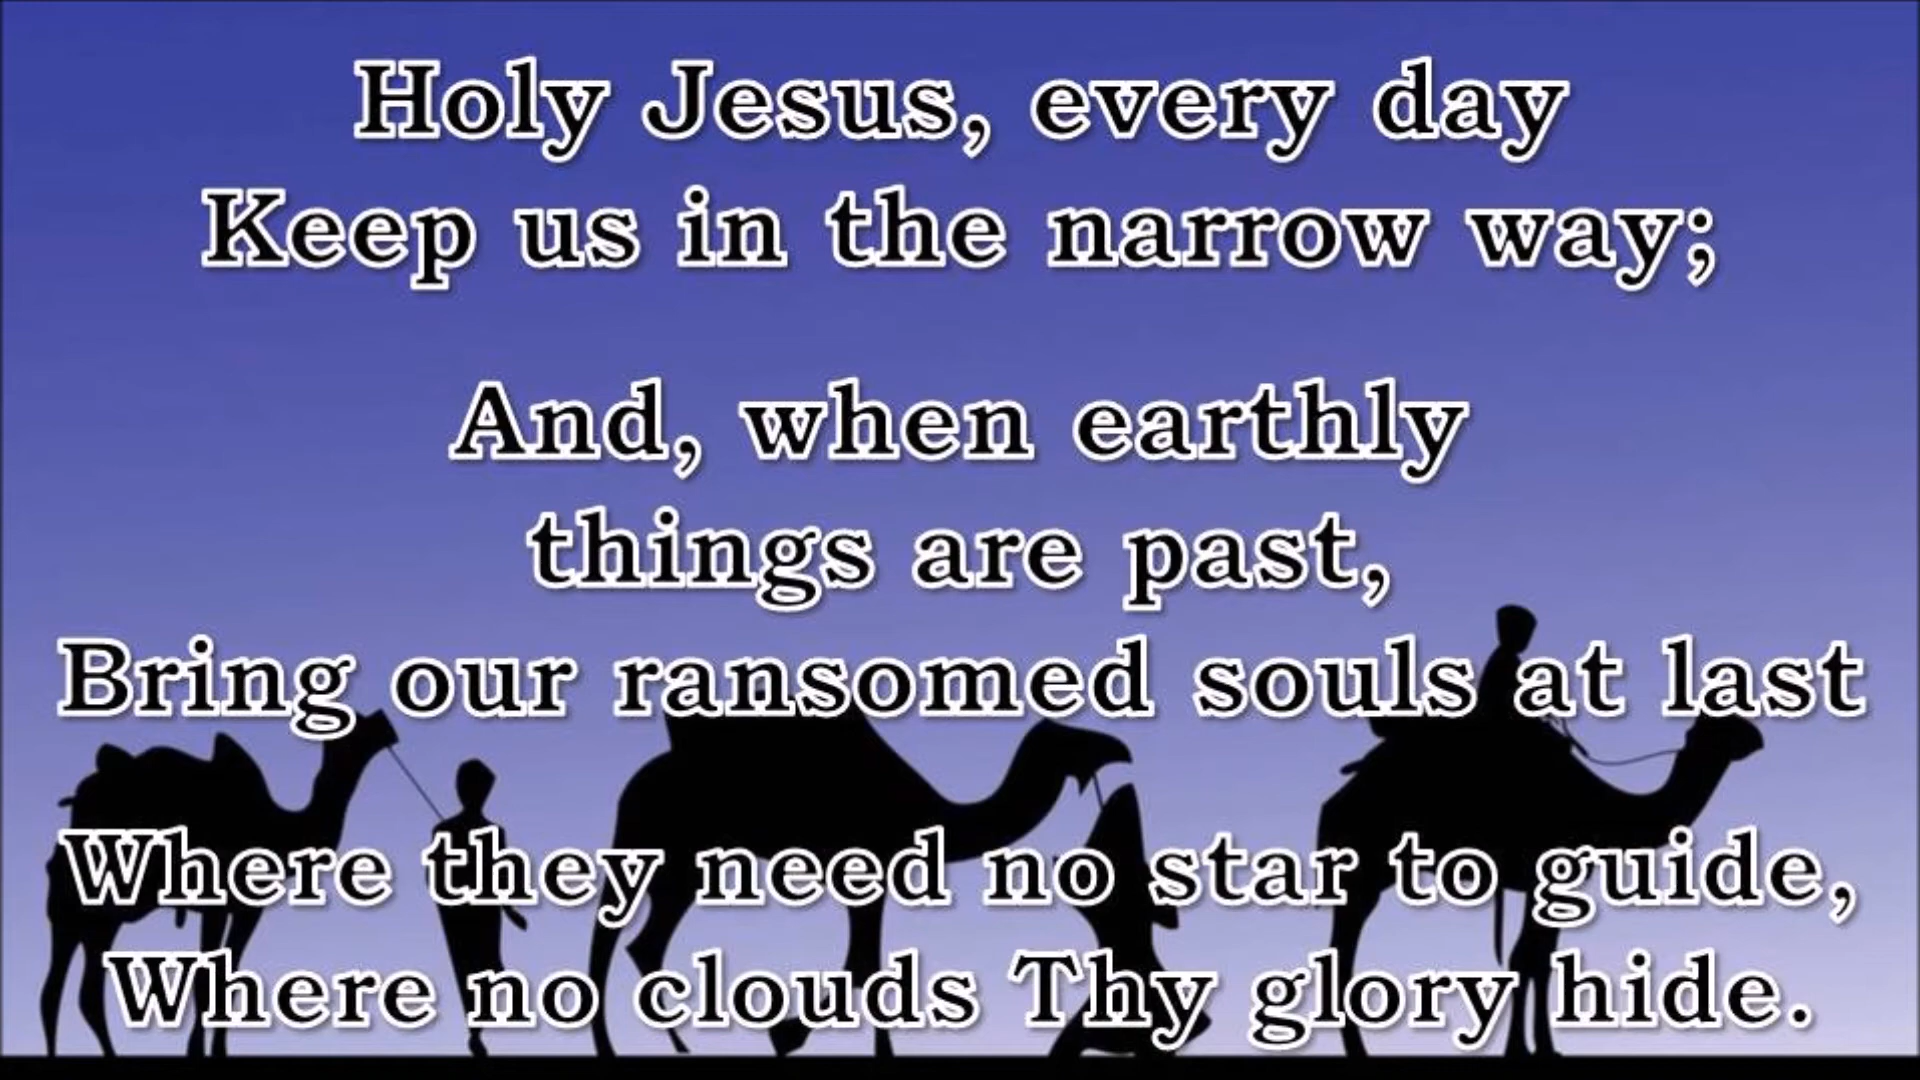 Holy Jesus, every day
Keep us in the narrow way;
And, when earthly
things are past,
Bring our ransomed souls at last
Where they need no star to guide,
Where no clouds Thy glory hide.